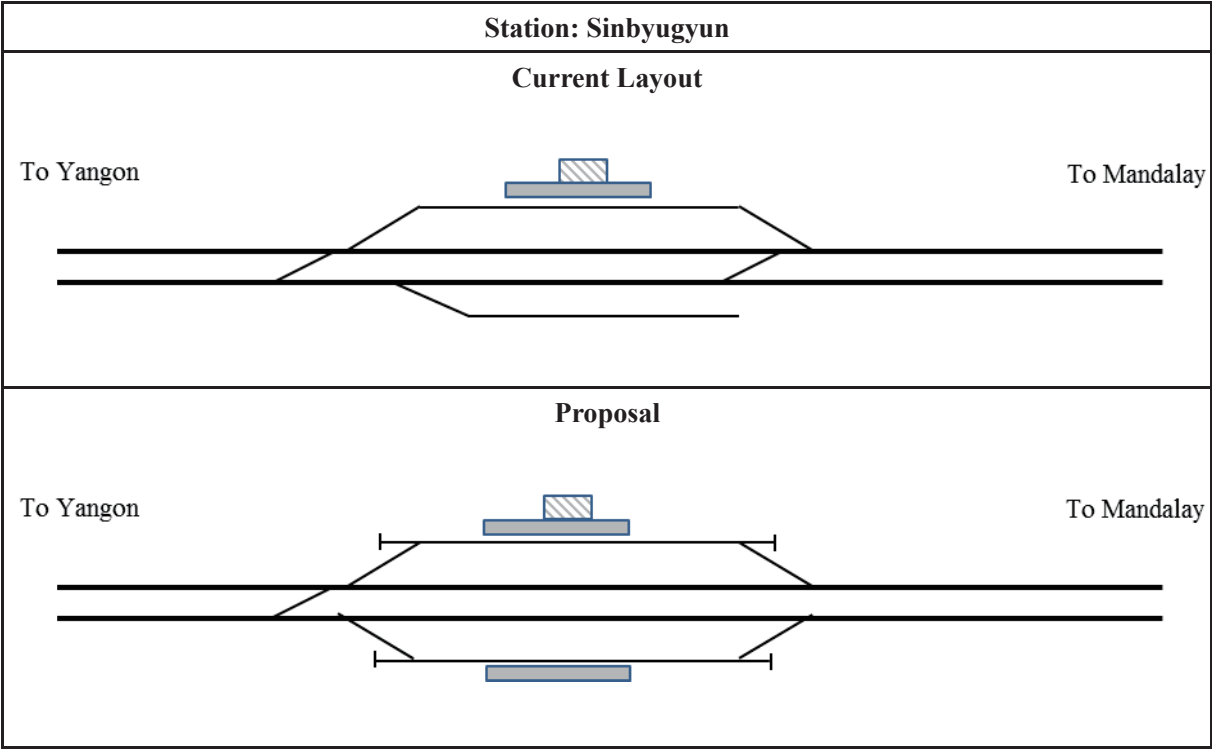 Station: Sinbyugyun
Current Layout
To Yangon
To Mandalay
Proposal
To Yangon
To Mandalay